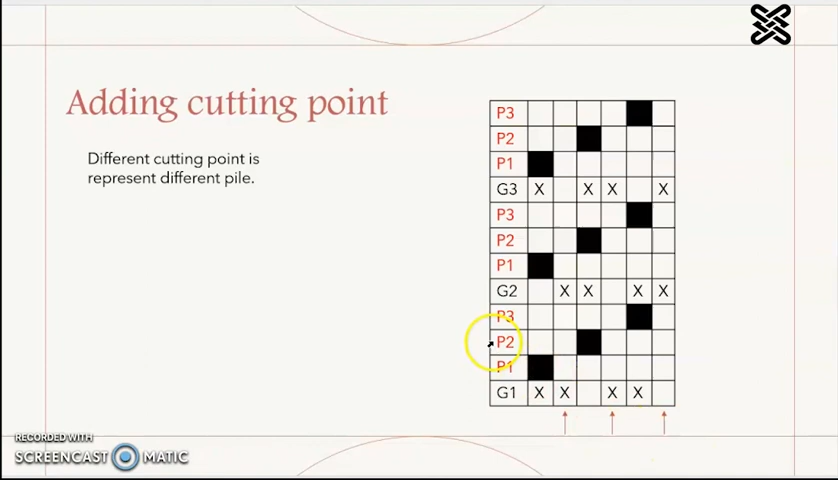 Adding cutting point
Different cutting point is
represent different pile.
P3
P2
P1
G3 X X X X
P3
P2
P1
G2 X X X X
P3
P2
P1
G1 X X X X
RECORDED WITH
SCREENCAST MATIC